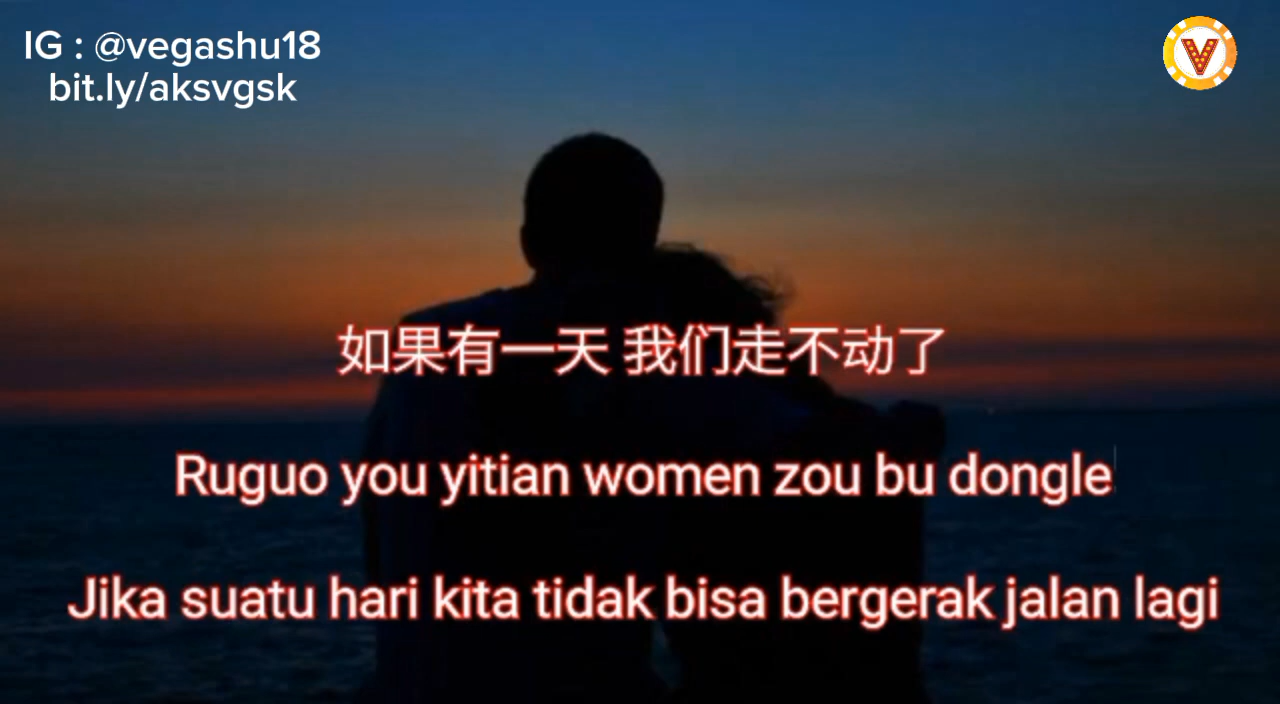 IG : @vegashu18
bit.ly/aksvgsk
V
如果有一天 我们走不动了
Ruguo you yitian women zou bu dongle
Jika suatu hari kita tidak bisa bergerak jalan lagi